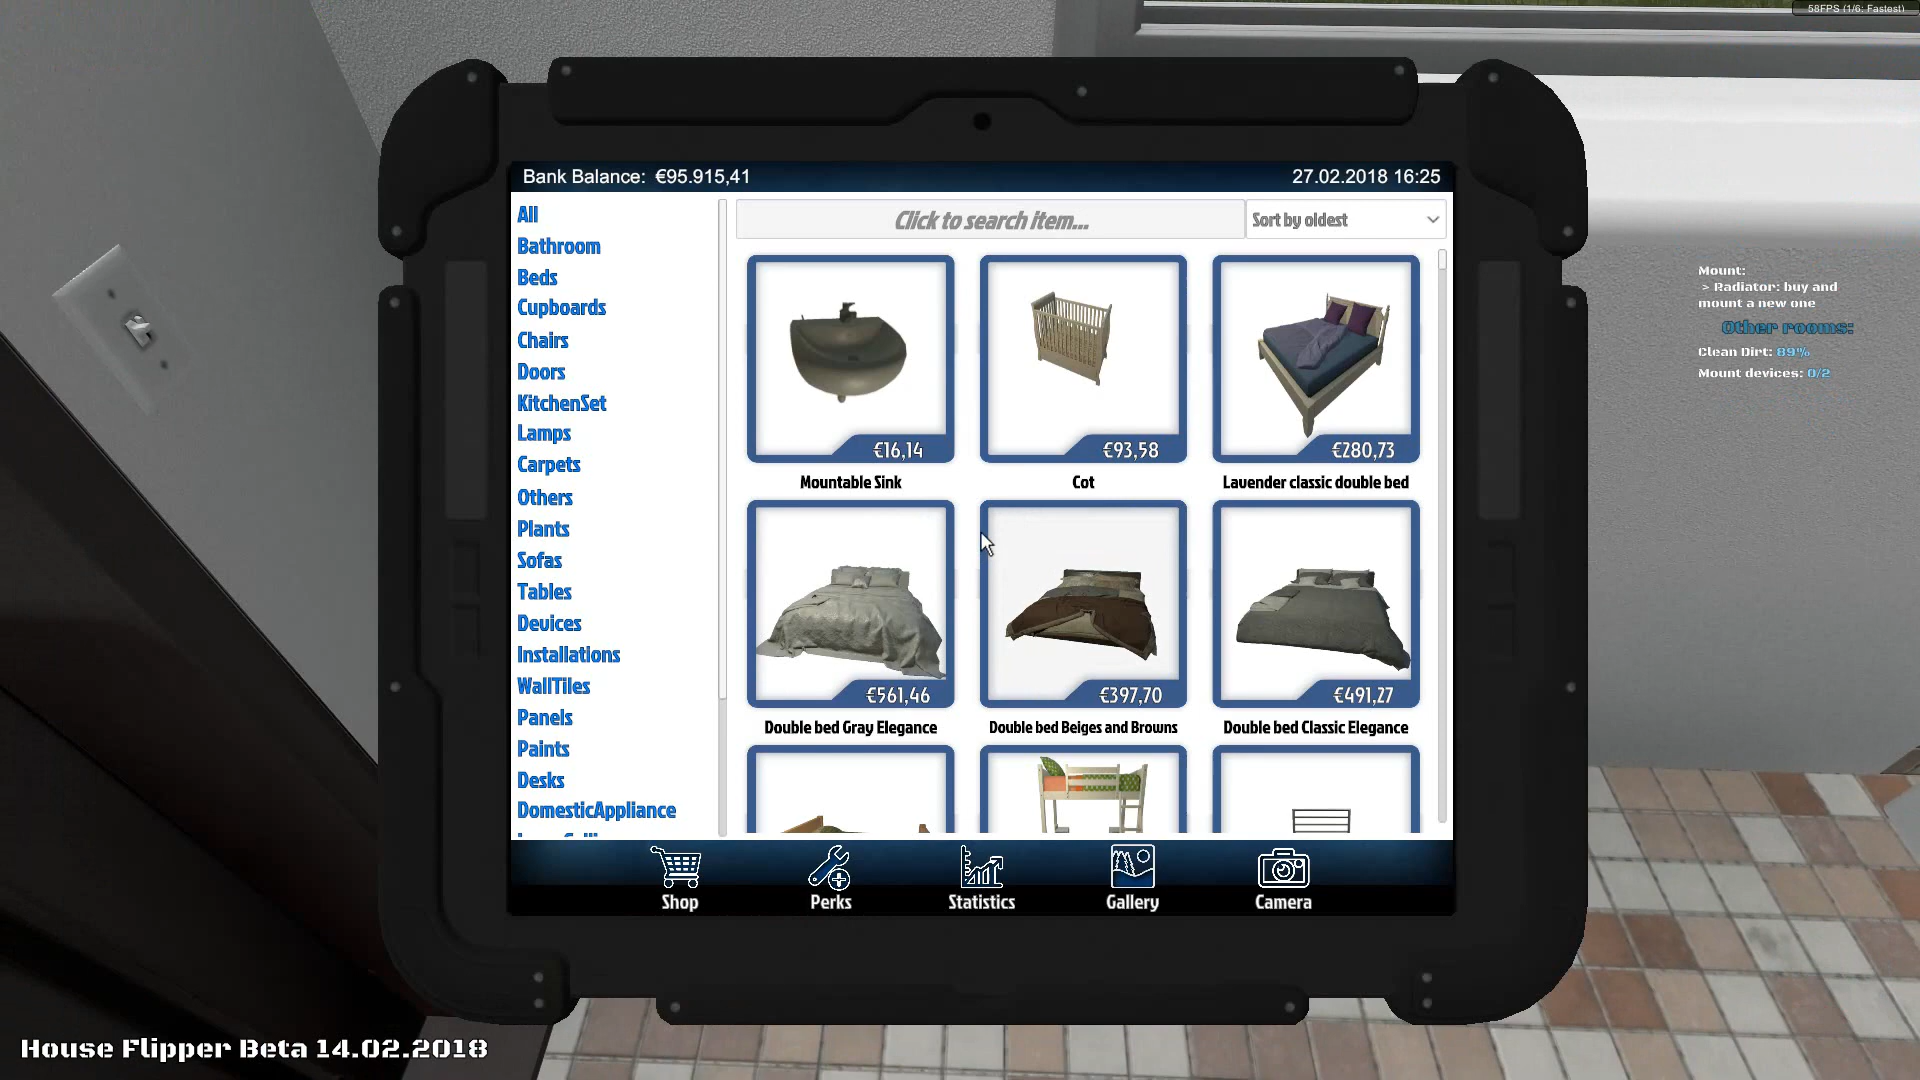 58FPS (1/6: Fastest)
Bank Balance: €95.915,41
27.02.2018 16:25
All
Bathroom
Beds
Cupboards
Chairs
Doors
KitchenSet
Lamps
Carpets
Others
Plants
Sofas
Tables
Devices
Installations
WallTiles
Panels
Paints
Desks
DomesticAppliance
Click to search item...
Sort by oldest
€16,14
€93,58
€280,73
Mountable Sink
Cot
Lavender classic double bed
€561,46
€397,70
€491,27
Double bed Gray Elegance
Double bed Beiges and Browns
Double bed Classic Elegance
Shop
Perks
Statistics
Gallery
Camera
Mount:
> Radiator: buy and
mount a new one
Other rooms:
Clean Dirt: 89%
Mount devices: 0/2
House Flipper Beta 14.02.2018